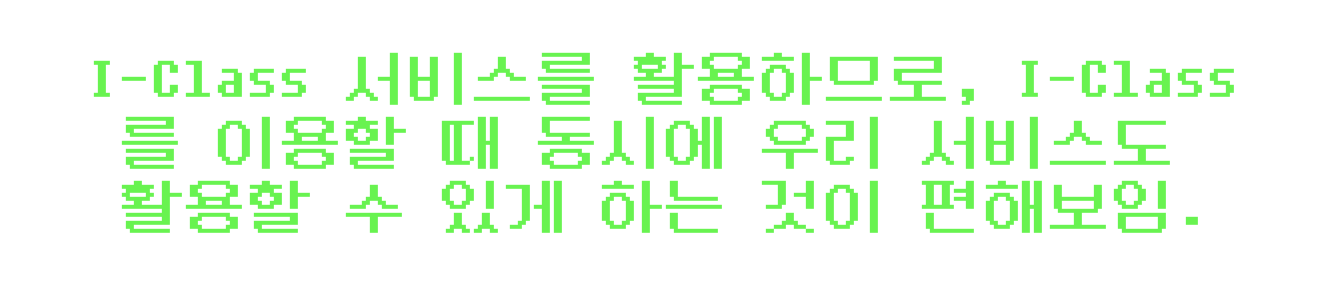 I-Class 서비스를 활용하므로, I-Class
를 이용할 때 동시에 우리 서비스도
활용할 수 있게 하는 것이 편해보임.